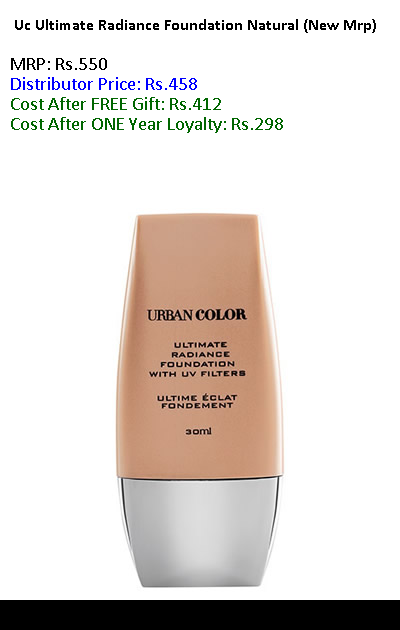 Uc Ultimate Radiance Foundation Natural (New Mrp)
MRP: Rs.550
Distributor Price: Rs.458
Cost After FREE Gift: Rs.412
Cost After ONE Year Loyalty: Rs.298
URBAN COLOR
ULTIMATE
RADIANCE
FOUNDATION
WITH UV FILTERS
ULTIME ÉCLAT
FONDEMENT
30ml